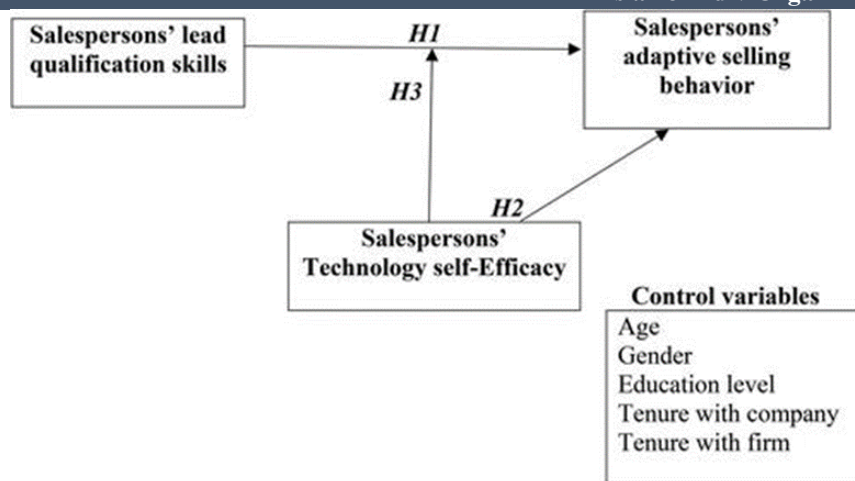 Salespersons' lead
qualification skills
H1
Salespersons'
adaptive selling
behavior
H3
H2
Salespersons'
Technology self-Efficacy
Control variables
Age
Gender
Education level
Tenure with company
Tenure with firm